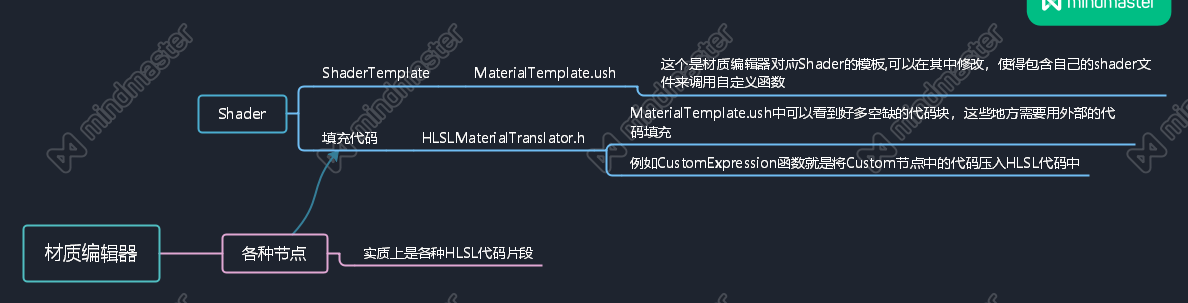 mindmaster
ShaderTemplate
MaterialTemplate.ush
这个是材质编辑器对应Shader的模板,可以在其中修改，使得包含自己的shader文
件来调用自定义函数
Shader
填充代码
HLSLMaterialTranslator.h
MaterialTemplate.ush中可以看到好多空缺的代码块，这些地方需要用外部的代
码填充
例如CustomExpression函数就是将Custom节点中的代码压入HLSL代码中
材质编辑器
各种节点
实质上是各种HLSL代码片段
mindmaster
mindmaster
mindmaster
mindmaster